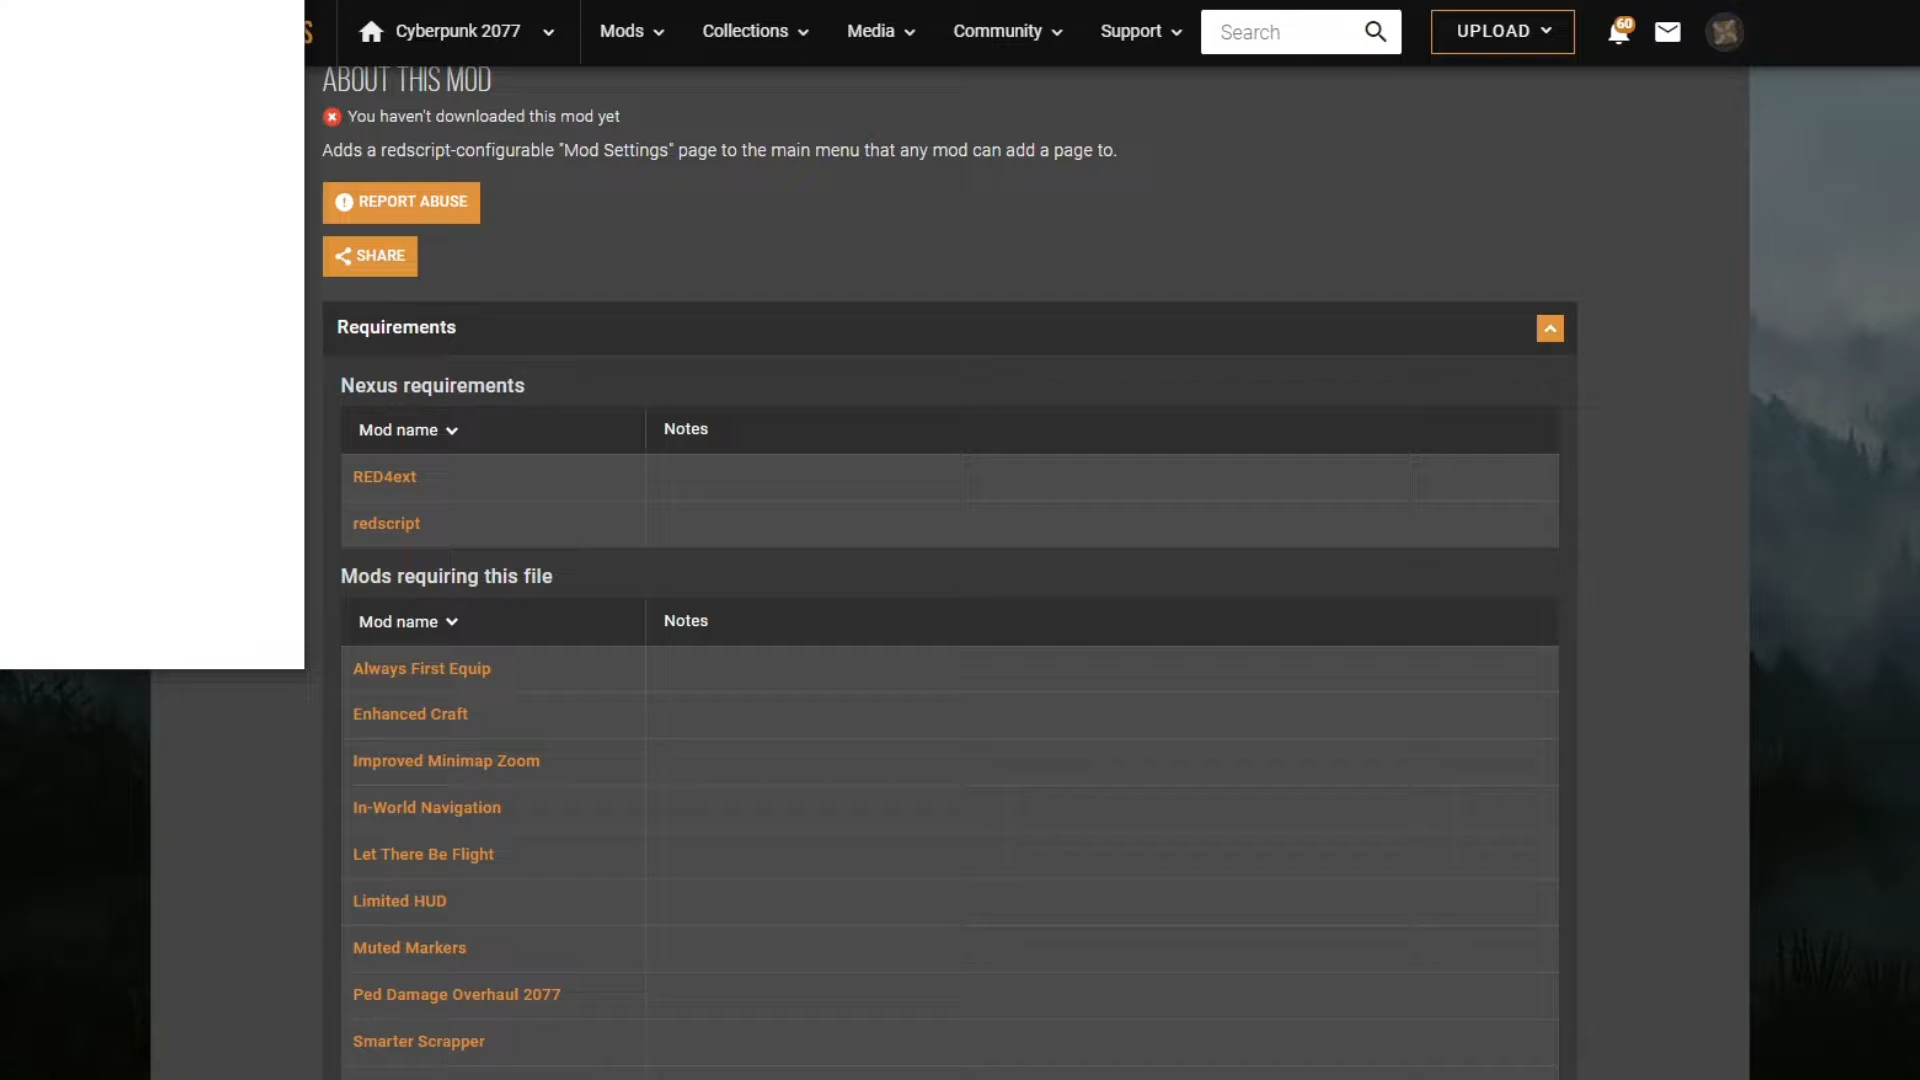 Cyberpunk 2077
Mods
Collections
Media
Community
Support
Search
UPLOAD
60
ABOUT THIS MOD
You haven't downloaded this mod yet
Adds a redscript-configurable "Mod Settings" page to the main menu that any mod can add a page to.
REPORT ABUSE
SHARE
Requirements
Nexus requirements
Mod name
Notes
RED4ext
redscript
Mods requiring this file
Mod name
Notes
Always First Equip
Enhanced Craft
Improved Minimap Zoom
In-World Navigation
Let There Be Flight
Limited HUD
Muted Markers
Ped Damage Overhaul 2077
Smarter Scrapper